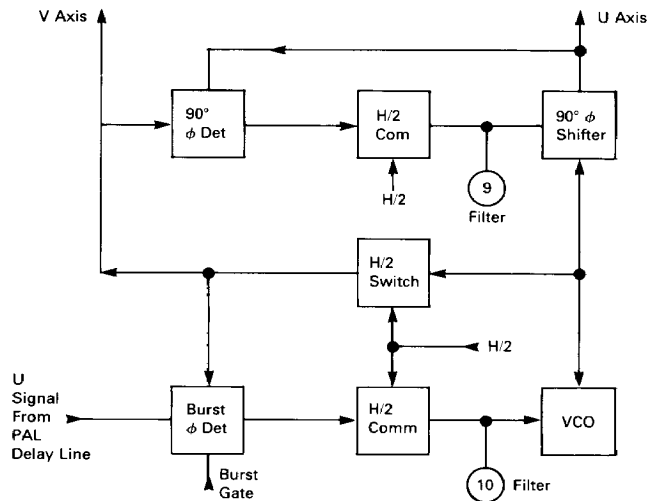 V Axis
U Axis
90°
ϕ Det
H/2
Com
90° ϕ
Shifter
H/2
9
Filter
H/2
Switch
H/2
U
Signal
From
PAL
Delay Line
Burst
ϕ Det
H/2
Comm
VCO
Burst
Gate
10
Filter